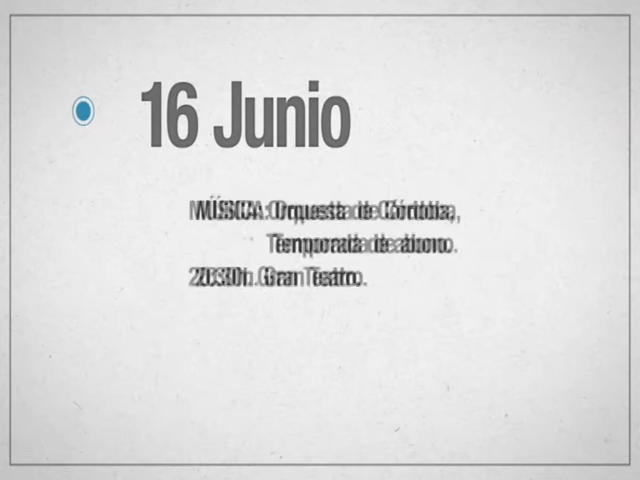 16 Junio
MÚSICA: Orquesta de Córdoba,
Temporada de abono.
20:30h. Gran Teatro.